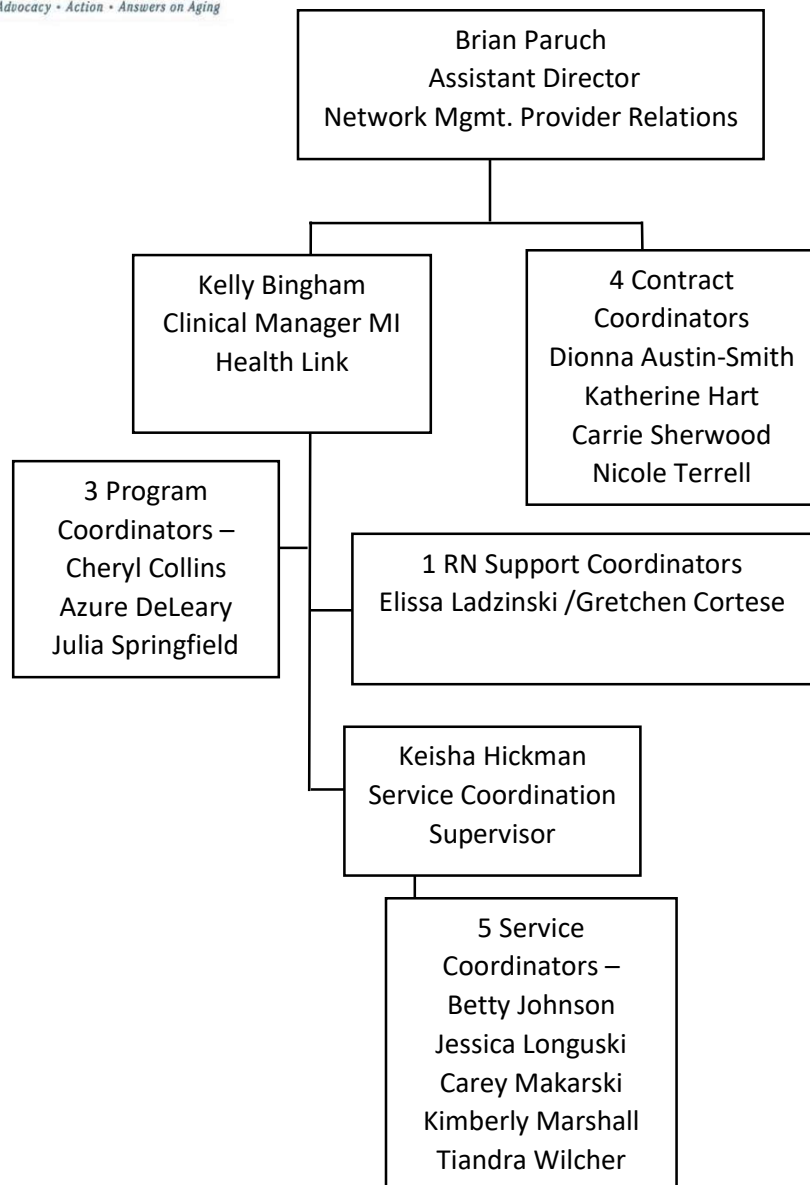 Advocacy • Action • Answers on Aging
Brian Paruch
Assistant Director
Network Mgmt. Provider Relations
Kelly Bingham
Clinical Manager MI
Health Link
4 Contract
Coordinators
Dionna Austin-Smith
Katherine Hart
Carrie Sherwood
Nicole Terrell
3 Program
Coordinators –
Cheryl Collins
Azure DeLeary
Julia Springfield
1 RN Support Coordinators
Elissa Ladzinski /Gretchen Cortese
Keisha Hickman
Service Coordination
Supervisor
5 Service
Coordinators –
Betty Johnson
Jessica Longuski
Carey Makarski
Kimberly Marshall
Tiandra Wilcher